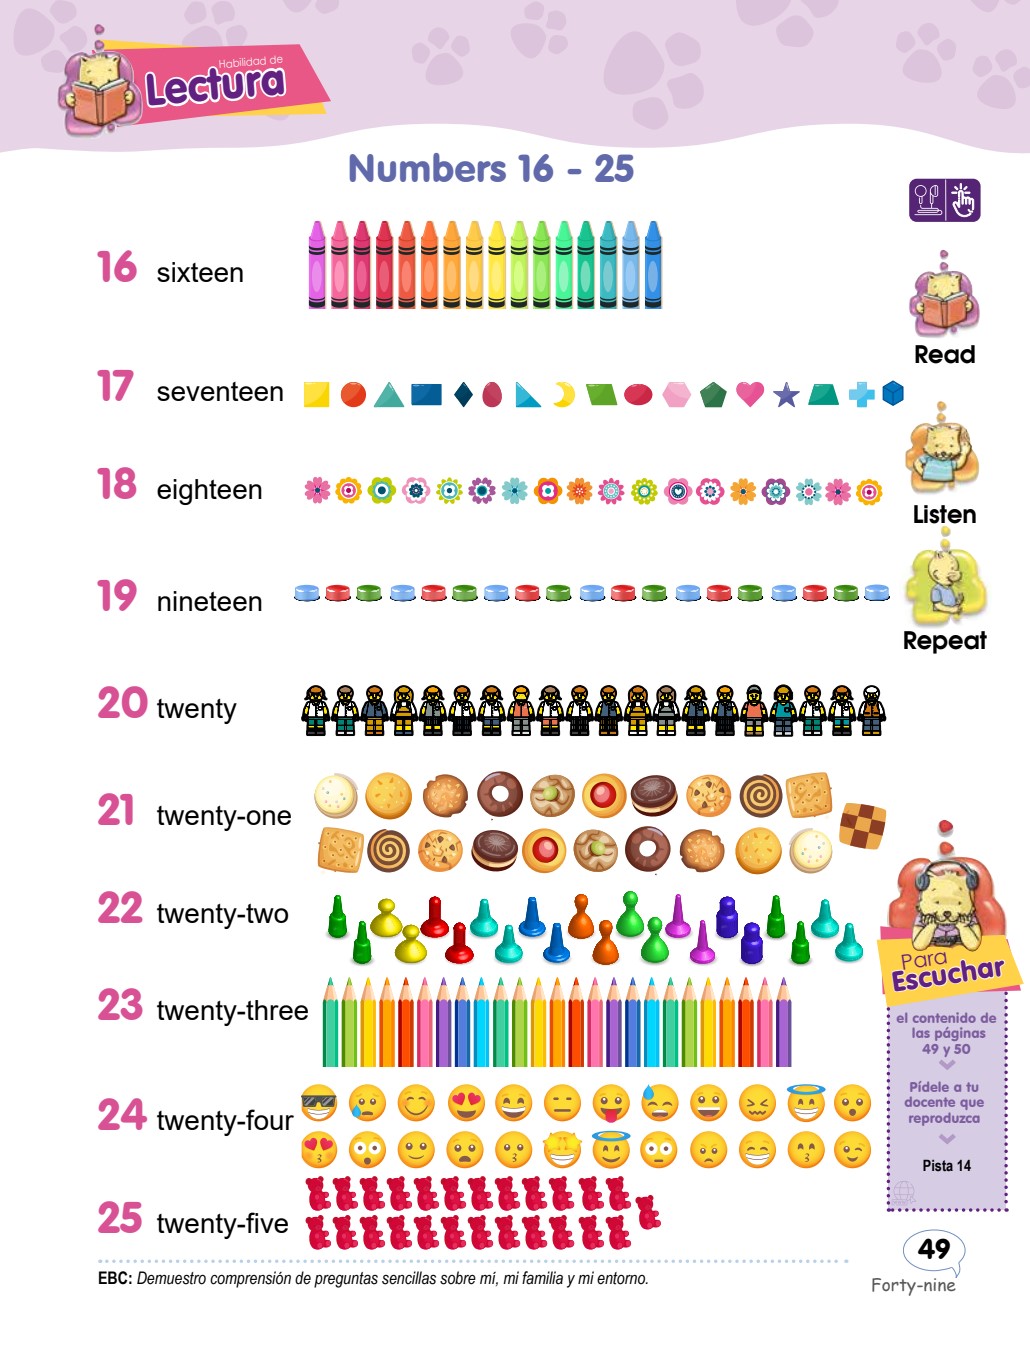 Habilidad de
Lectura
Numbers 16 - 25
16 sixteen
Read
17 seventeen
18 eighteen
Listen
19 nineteen
Repeat
20 twenty
21 twenty-one
22 twenty-two
23 twenty-three
24 twenty-four
25 twenty-five
Para
Escuchar
el contenido de
las páginas
49 y 50
Pídele a tu
docente que
reproduzca
Pista 14
49
Forty-nine
EBC: Demuestro comprensión de preguntas sencillas sobre mí, mi familia y mi entorno.